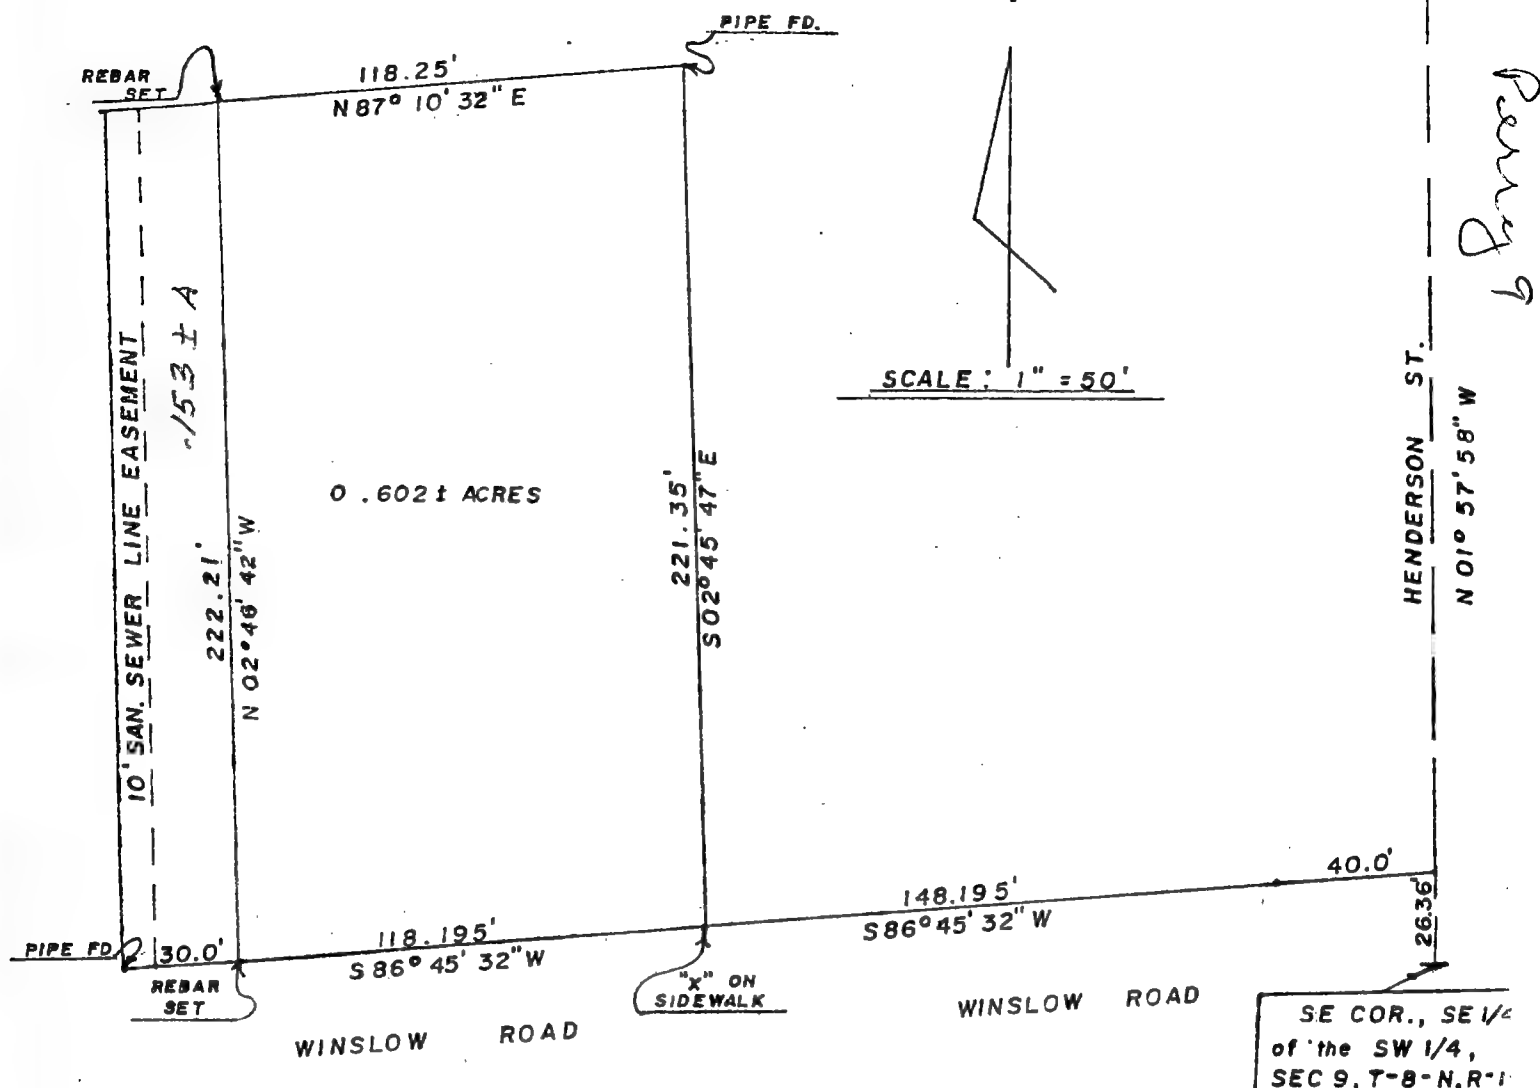 PIPE FD.
REBAR
SET
118.25'
N 87° 10' 32" E
Perry 9
10' SAN. SEWER LINE EASEMENT
.153 ± A
222.21'
N 02° 46' 42" W
0.602 ± ACRES
221.35'
S 02° 45' 47" E
SCALE: 1" = 50'
HENDERSON ST.
N 01° 57' 58" W
40.0'
26.36'
148.195'
S 86° 45' 32" W
118.195'
S 86° 45' 32" W
30.0'
PIPE FD
REBAR
SET
"X" ON
SIDEWALK
WINSLOW ROAD
WINSLOW ROAD
SE COR., SE 1/
of the SW 1/4,
SEC 9, T-8-N, R-1